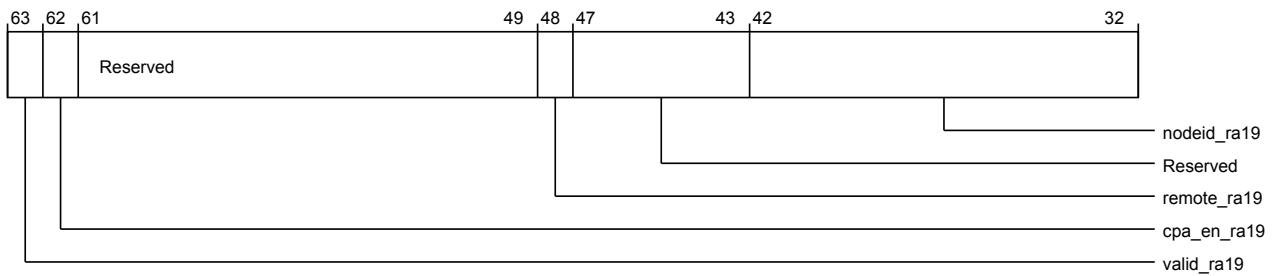 63 62 61 49 48 47 43 42 32
Reserved
nodeid_ra19
Reserved
remote_ra19
cpa_en_ra19
valid_ra19